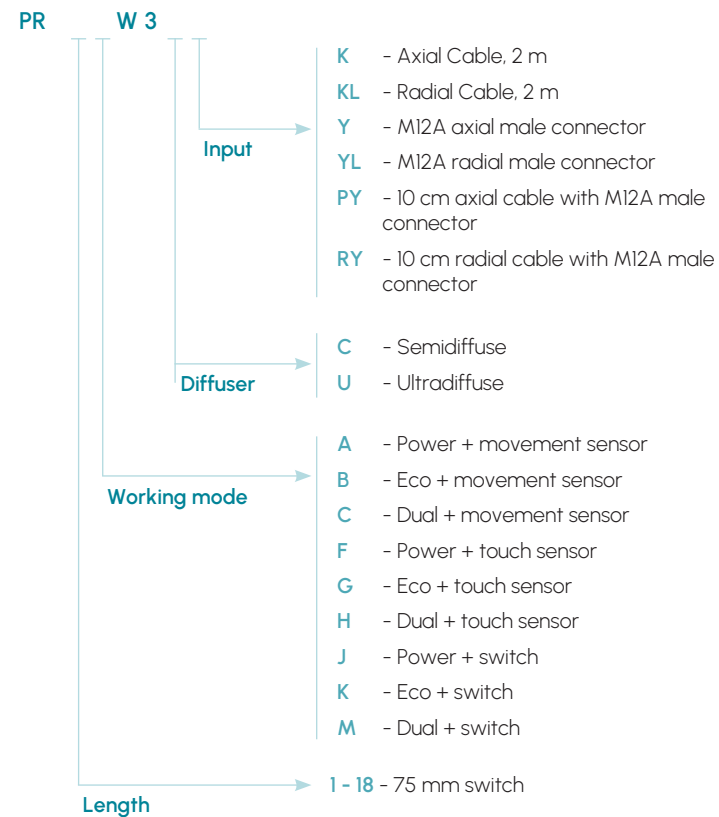 PR W 3
K - Axial Cable, 2 m
KL - Radial Cable, 2 m
Y - M12A axial male connector
Input
YL - M12A radial male connector
PY - 10 cm axial cable with M12A male
connector
RY - 10 cm radial cable with M12A male
connector
C - Semidiffuse
Diffuser
U - Ultradiffuse
A - Power + movement sensor
B - Eco + movement sensor
Working mode
C - Dual + movement sensor
F - Power + touch sensor
G - Eco + touch sensor
H - Dual + touch sensor
J - Power + switch
K - Eco + switch
M - Dual + switch
1 - 18 - 75 mm switch
Length